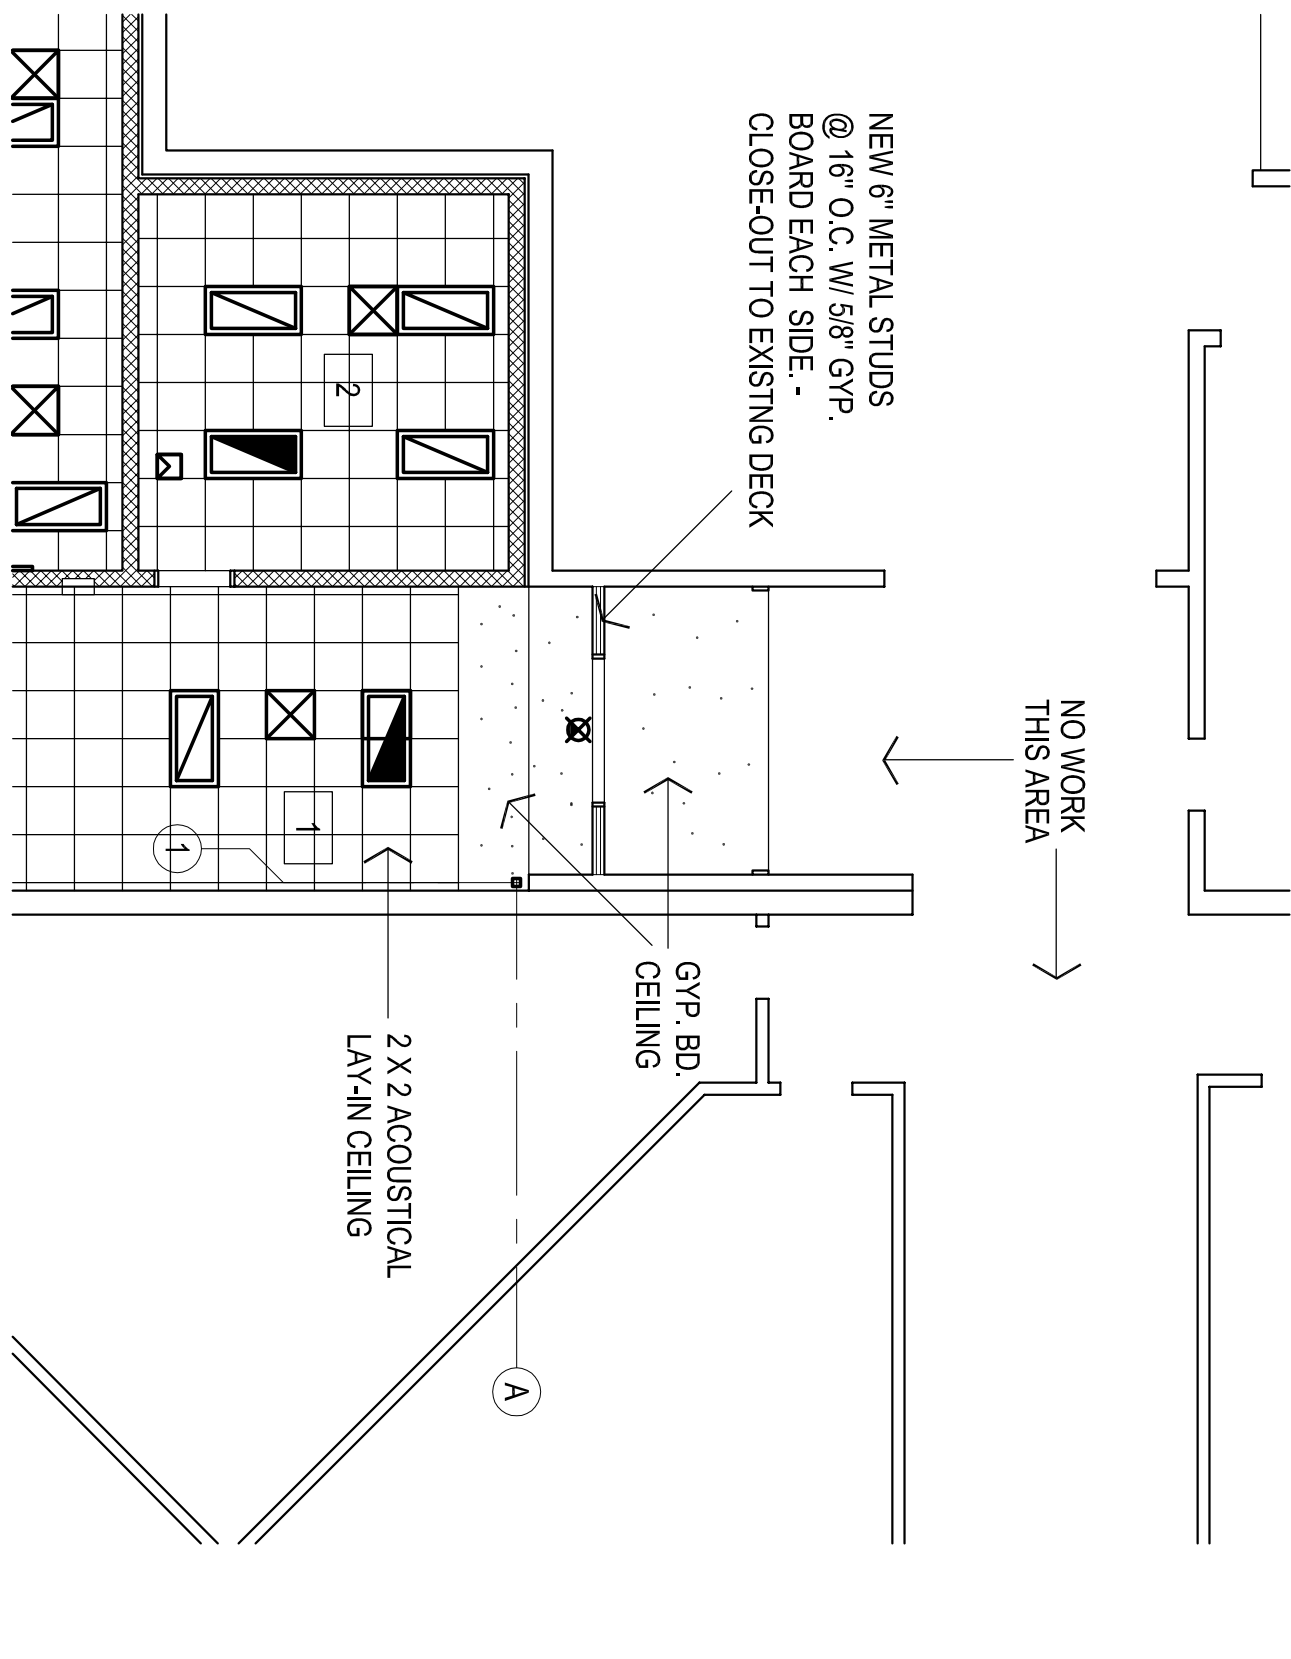 NEW 6" METAL STUDS
@ 16" O.C. W/ 5/8" GYP.
BOARD EACH SIDE. -
CLOSE-OUT TO EXISTNG DECK
NO WORK
THIS AREA
2
1
1
GYP. BD.
CEILING
2 X 2 ACOUSTICAL
LAY-IN CEILING
A